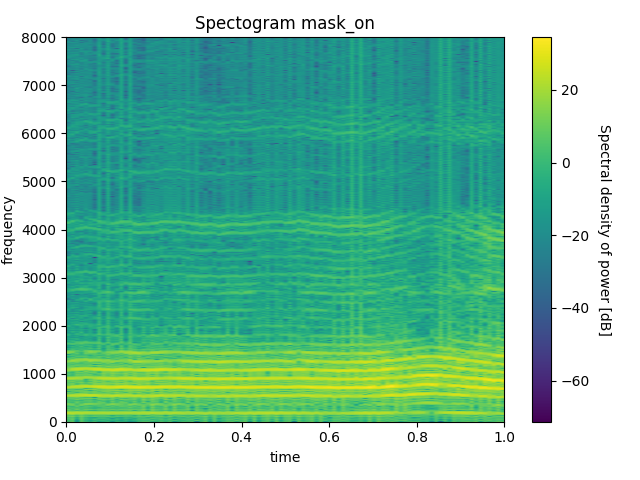 Spectogram mask_on
8000
7000
6000
5000
4000
3000
2000
1000
0
frequency
0.0 0.2 0.4 0.6 0.8 1.0
time
20
0
−20
−40
−60
Spectral density of power [dB]